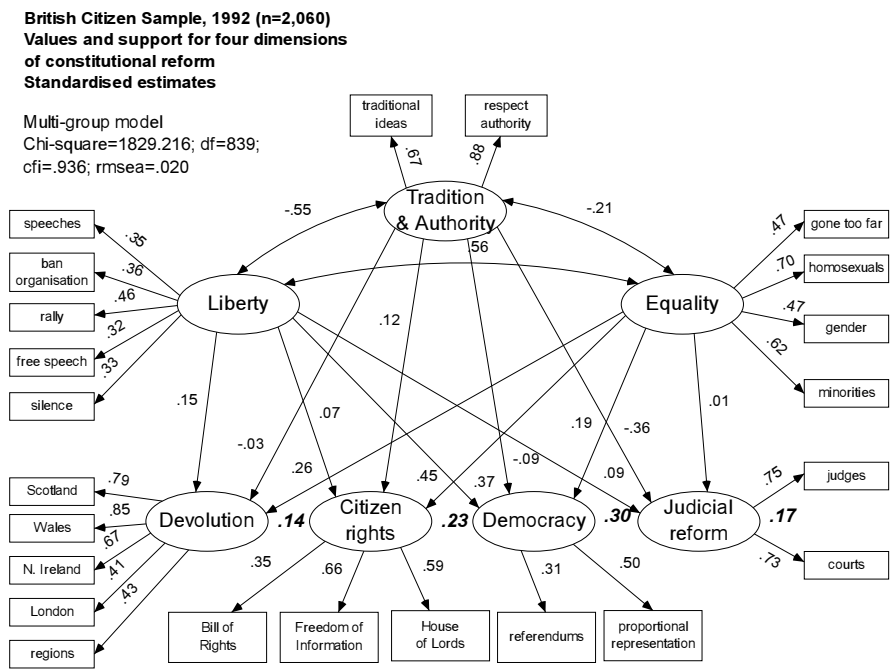 British Citizen Sample, 1992 (n=2,060)
Values and support for four dimensions
of constitutional reform
Standardised estimates
Multi-group model
Chi-square=1829.216; df=839;
cfi=.936; rmsea=.020
traditional
ideas
respect
authority
.67
.88
Tradition
& Authority
-.55
-.21
.56
speeches
ban
organisation
rally
free speech
silence
.35
.36
.46
.32
.33
Liberty
Equality
.47
.70
.47
.62
gone too far
homosexuals
gender
minorities
.12
.15
.07
-.03
.26
.45
.37
-.09
.19
-.36
.09
.01
Scotland
Wales
N. Ireland
London
regions
.79
.85
.67
.41
.43
Devolution
.14
Citizen
rights
.23
Democracy
.30
Judicial
reform
.17
.75
.73
judges
courts
.35
.66
.59
.31
.50
Bill of
Rights
Freedom of
Information
House
of Lords
referendums
proportional
representation